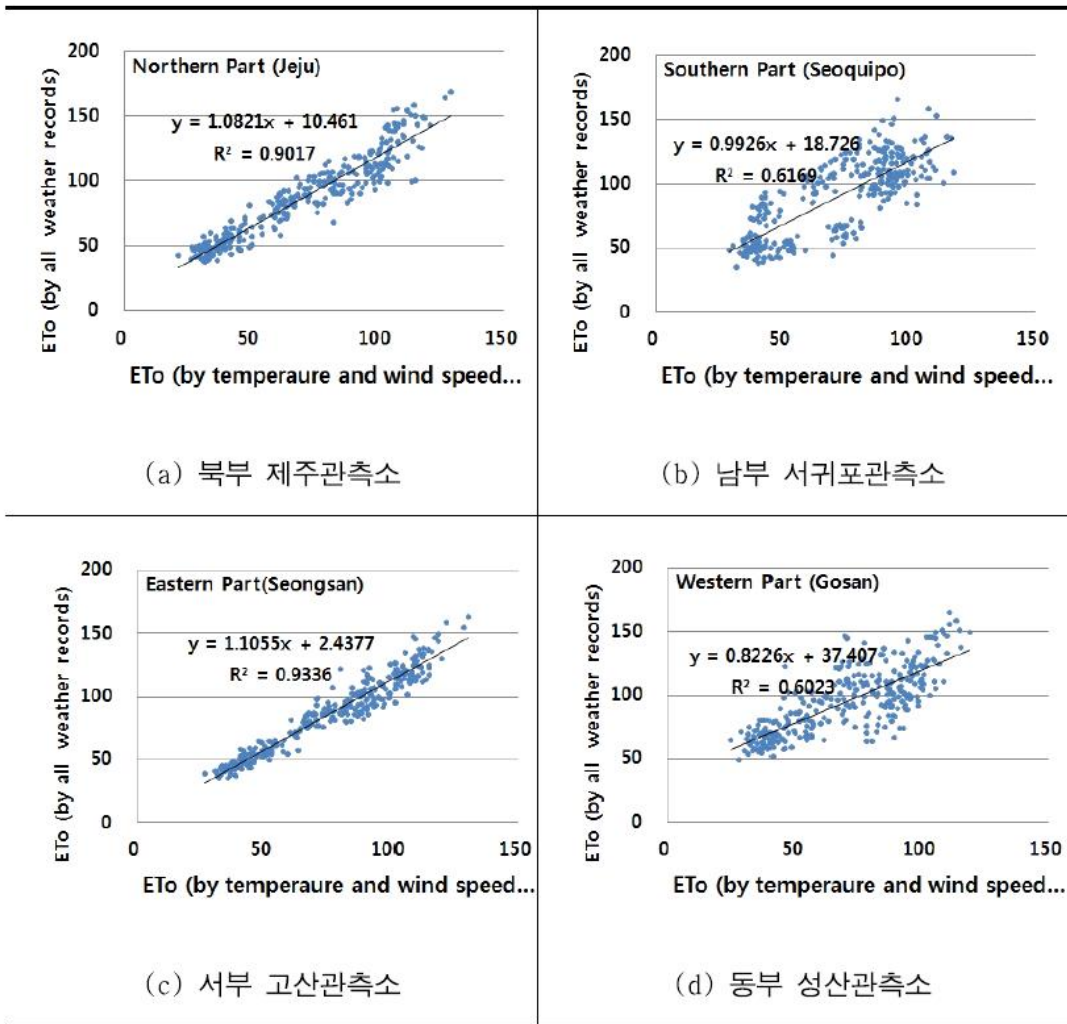 Northern Part (Jeju)
y = 1.0821x + 10.461
R² = 0.9017
ETo (by all weather records)
200
150
100
50
0
0 50 100 150
ETo (by temperaure and wind speed...
(a) 북부 제주관측소
Southern Part (Seoquipo)
y = 0.9926x + 18.726
R² = 0.6169
ETo (by all weather records)
200
150
100
50
0
0 50 100 150
ETo (by temperaure and wind speed...
(b) 남부 서귀포관측소
Eastern Part(Seongsan)
y = 1.1055x + 2.4377
R² = 0.9336
ETo (by all weather records)
200
150
100
50
0
0 50 100 150
ETo (by temperaure and wind speed...
(c) 서부 고산관측소
Western Part (Gosan)
y = 0.8226x + 37.407
R² = 0.6023
ETo (by all weather records)
200
150
100
50
0
0 50 100 150
ETo (by temperaure and wind speed...
(d) 동부 성산관측소